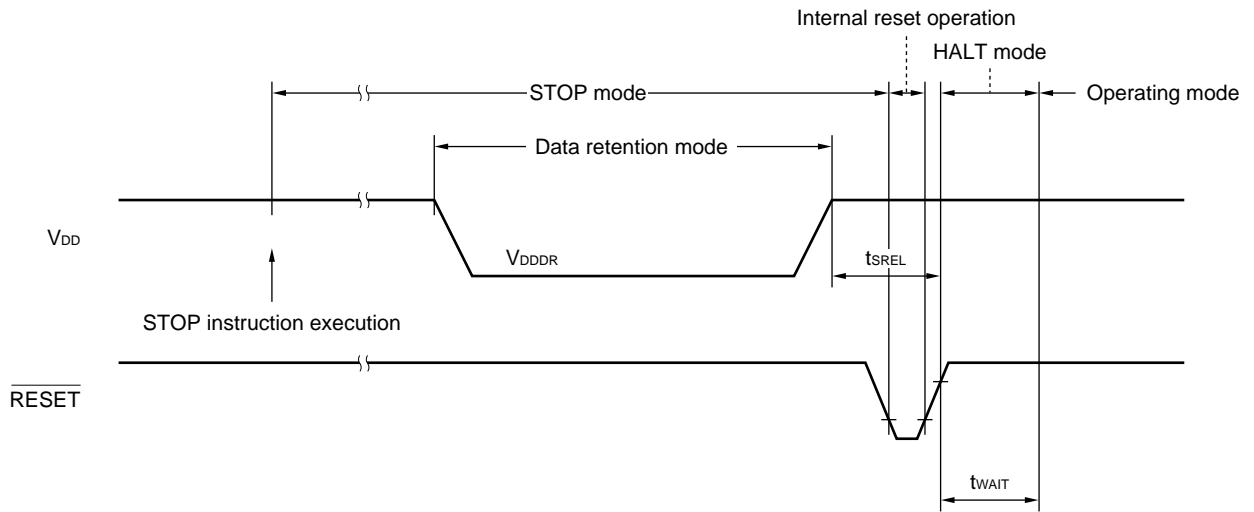 Internal reset operation
HALT mode
STOP mode
Operating mode
Data retention mode
VDD
VDDDR
tSREL
STOP instruction execution
RESET
tWAIT